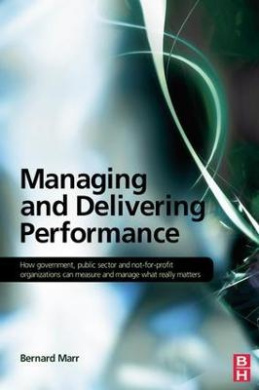 Managing
and Delivering
Performance
How government, public sector and not-for-profit
organizations can measure and manage what really matters
Bernard Marr
B
H